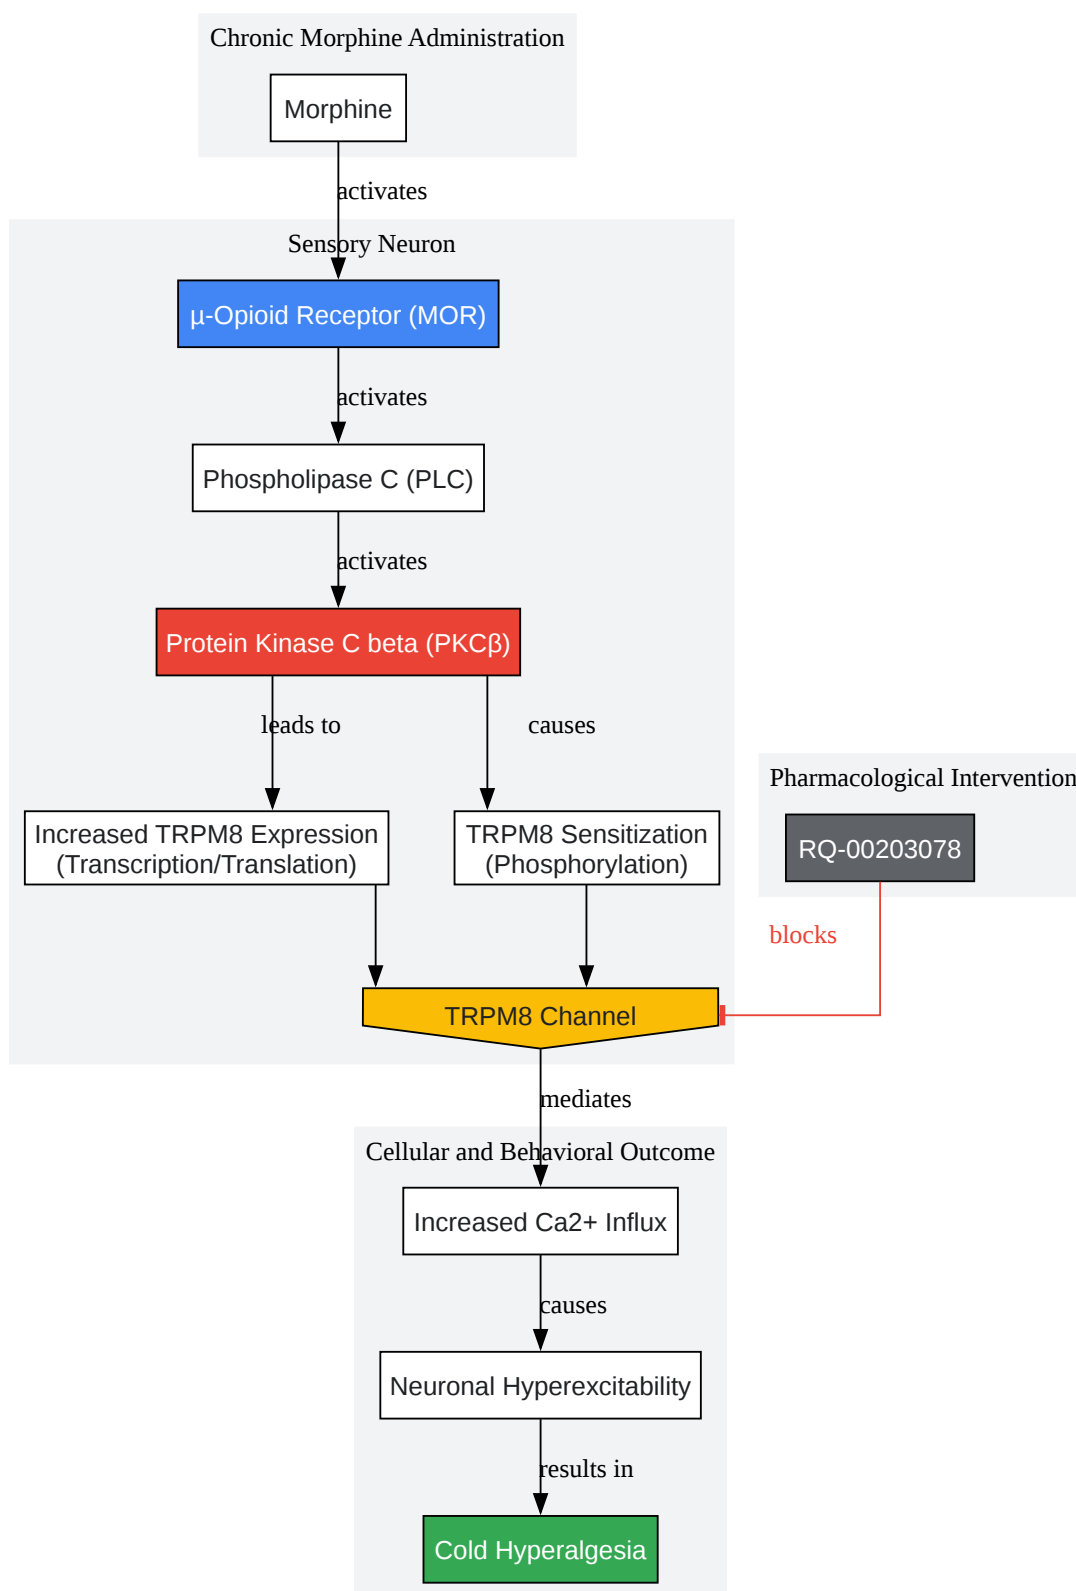 Chronic Morphine Administration
Morphine
activates
Sensory Neuron
µ-Opioid Receptor (MOR)
activates
Phospholipase C (PLC)
activates
Protein Kinase C beta (PKCβ)
leads to
causes
Increased TRPM8 Expression
(Transcription/Translation)
TRPM8 Sensitization
(Phosphorylation)
Pharmacological Intervention
RQ-00203078
blocks
TRPM8 Channel
mediates
Cellular and Behavioral Outcome
Increased Ca2+ Influx
causes
Neuronal Hyperexcitability
results in
Cold Hyperalgesia